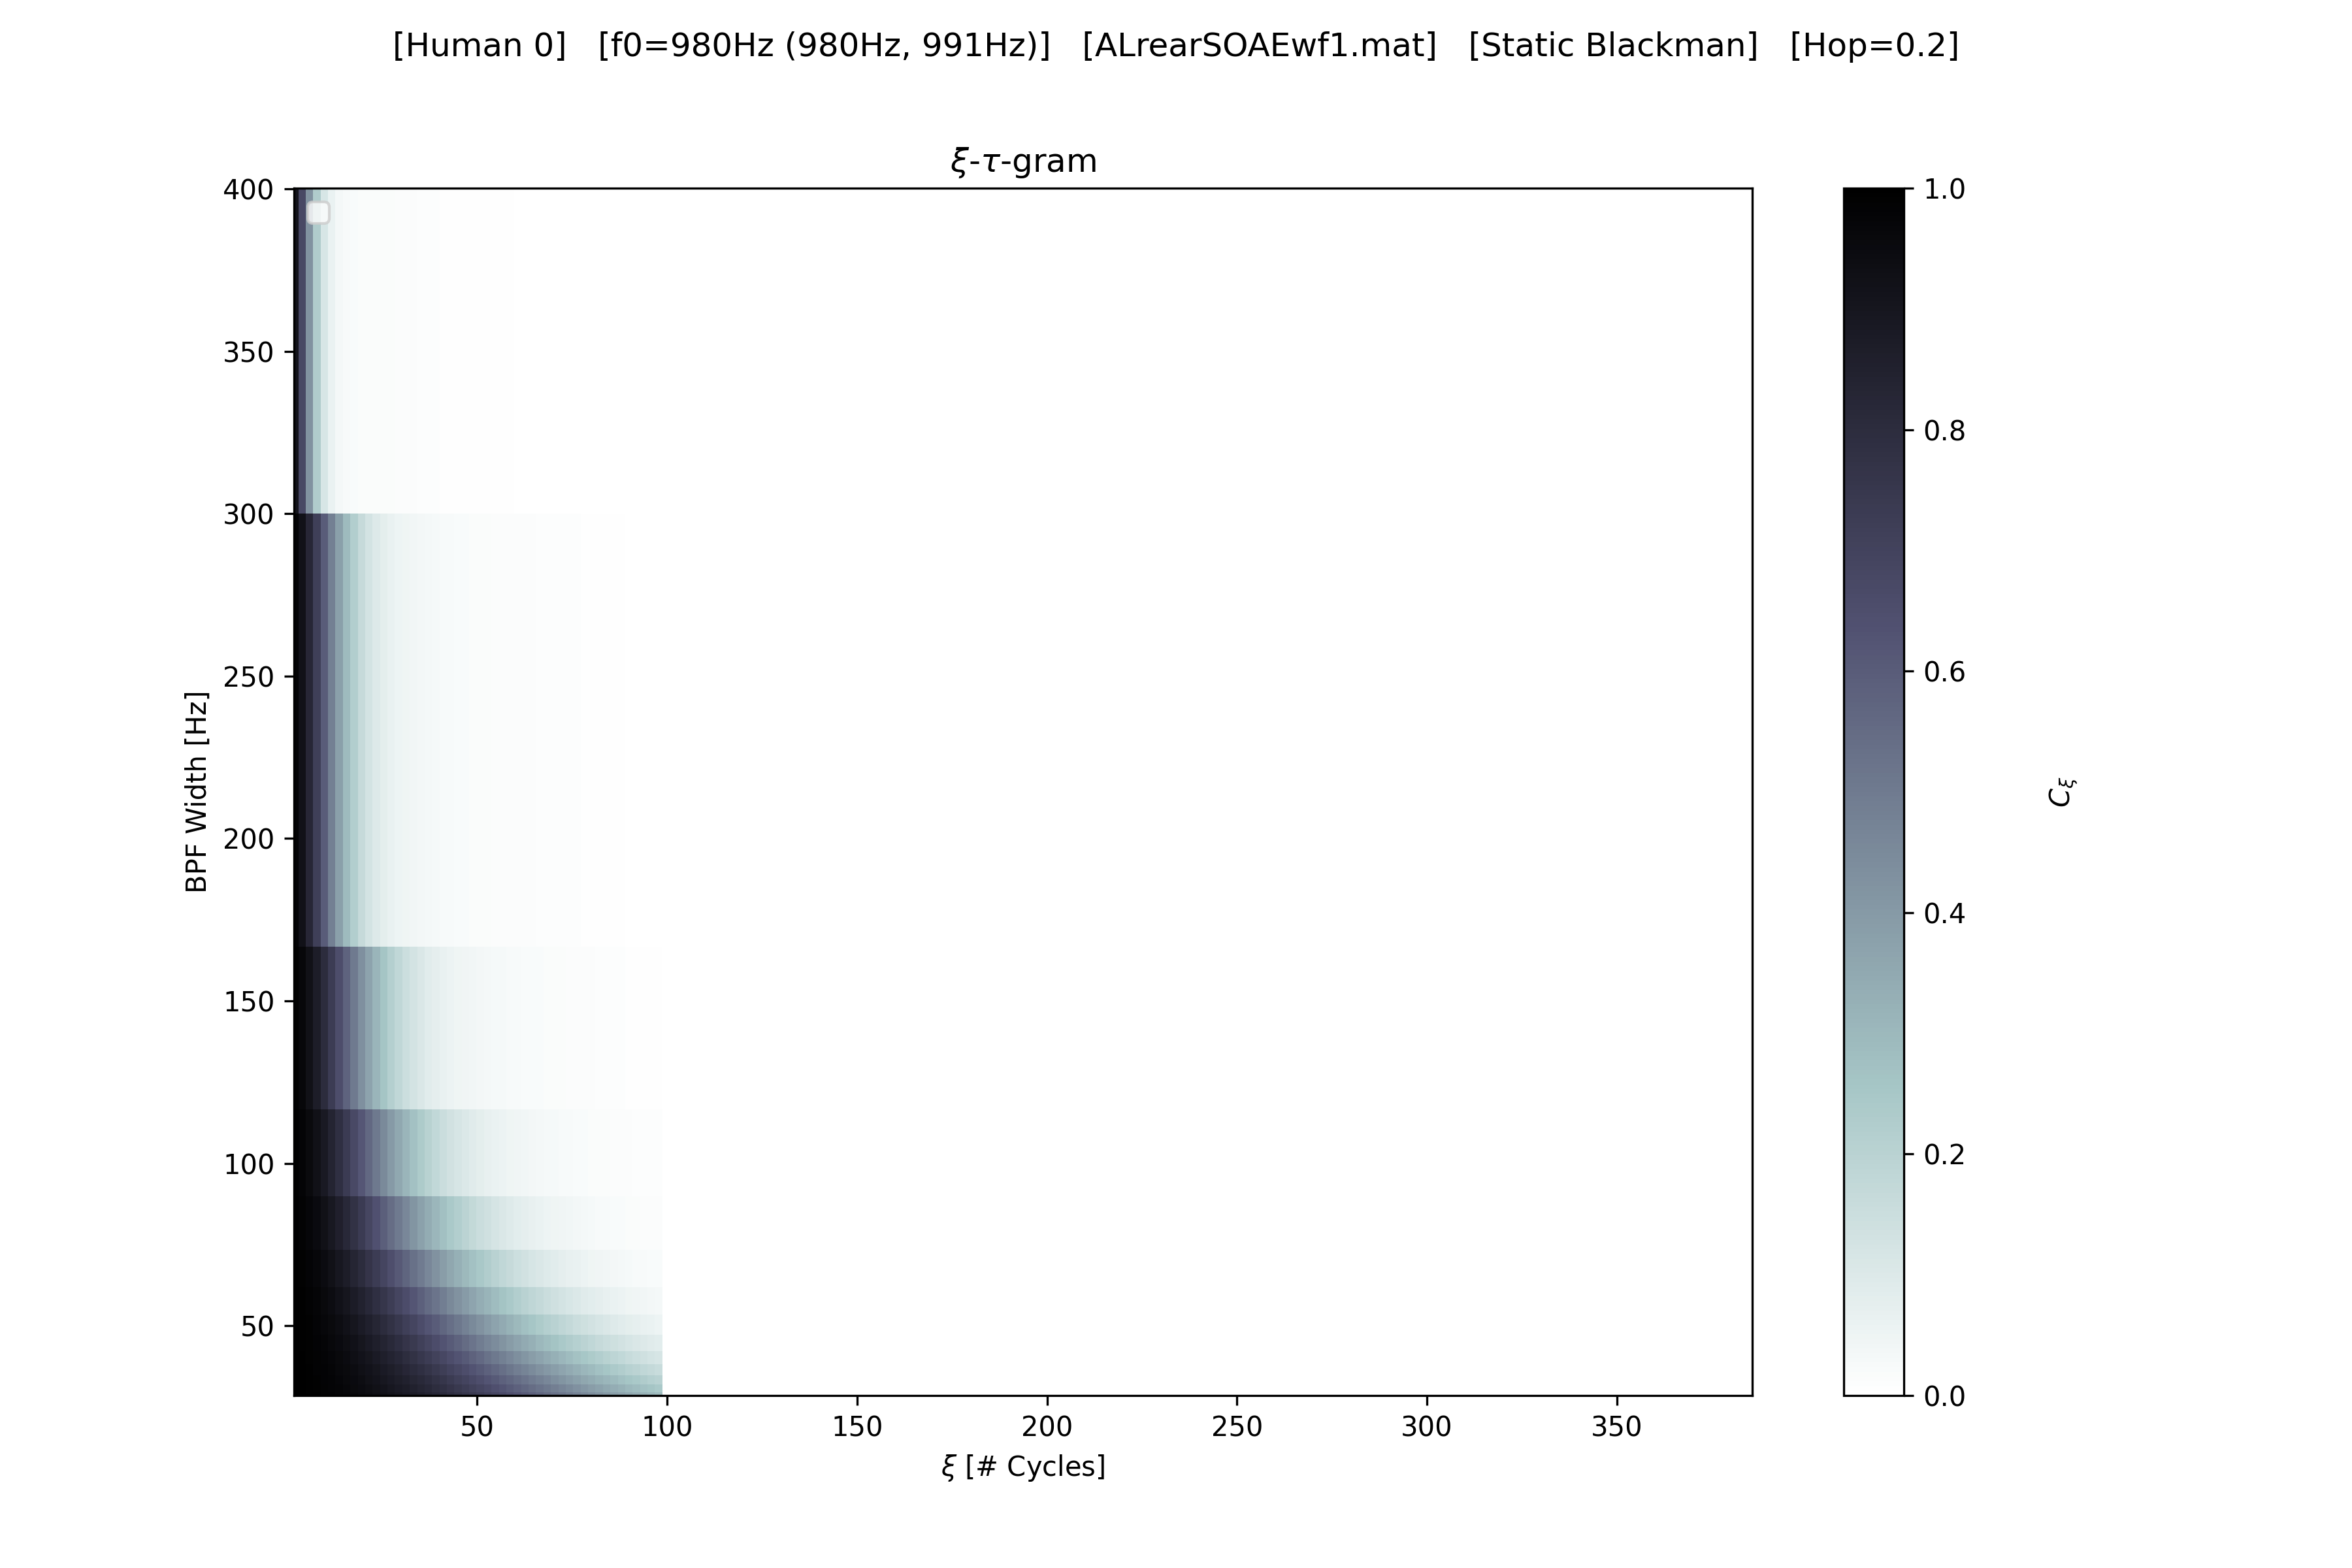 [Human 0]   [f0=980Hz (980Hz, 991Hz)]   [ALrearSOAEwf1.mat]   [Static Blackman]   [Hop=0.2]
ξ-τ-gram
400
350
300
250
200
150
100
50
BPF Width [Hz]
50 100 150 200 250 300 350
ξ [# Cycles]
1.0
0.8
0.6
0.4
0.2
0.0
C_ξ